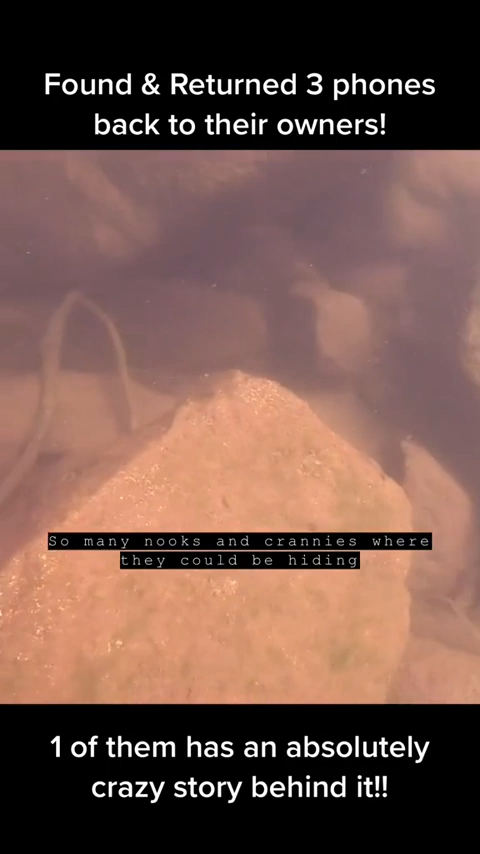 Found & Returned 3 phones
back to their owners!
So many nooks and crannies where
they could be hiding
1 of them has an absolutely
crazy story behind it!!